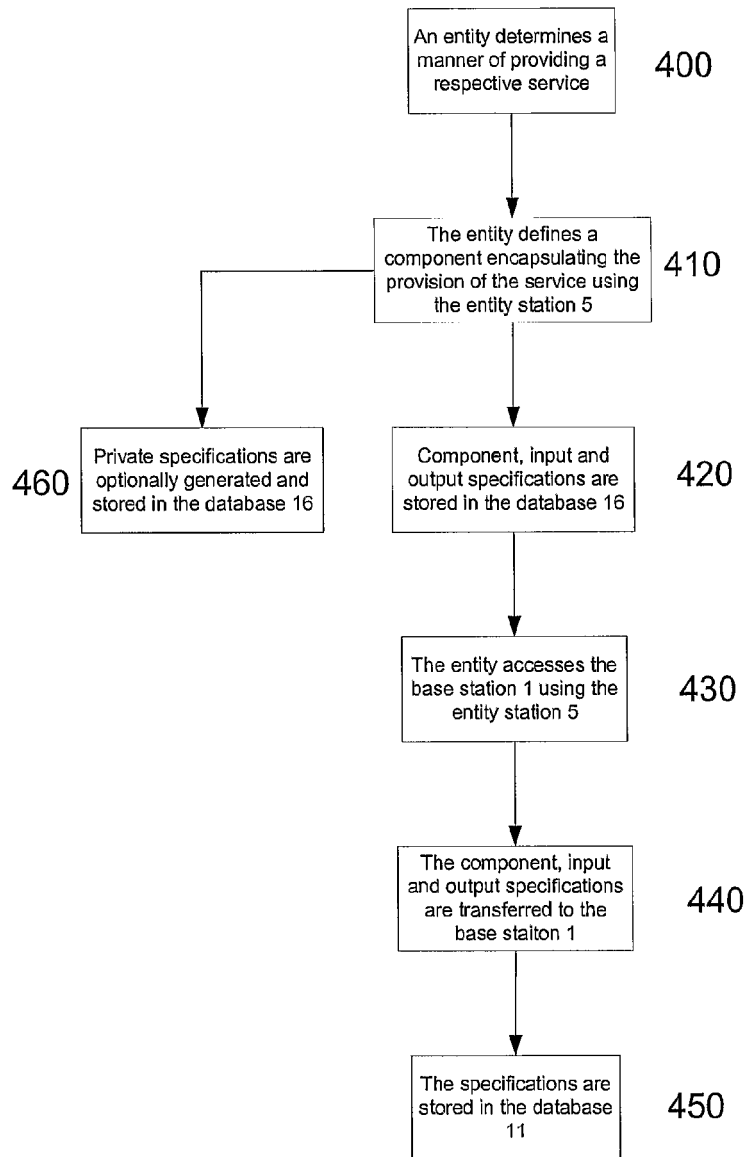 An entity determines a
manner of providing a
respective service
400
The entity defines a
component encapsulating the
provision of the service using
the entity station 5
410
460
Private specifications are
optionally generated and
stored in the database 16
Component, input and
output specifications are
stored in the database 16
420
The entity accesses the
base station 1 using the
entity station 5
430
The component, input
and output specifications
are transferred to the
base staiton 1
440
The specifications are
stored in the database
11
450